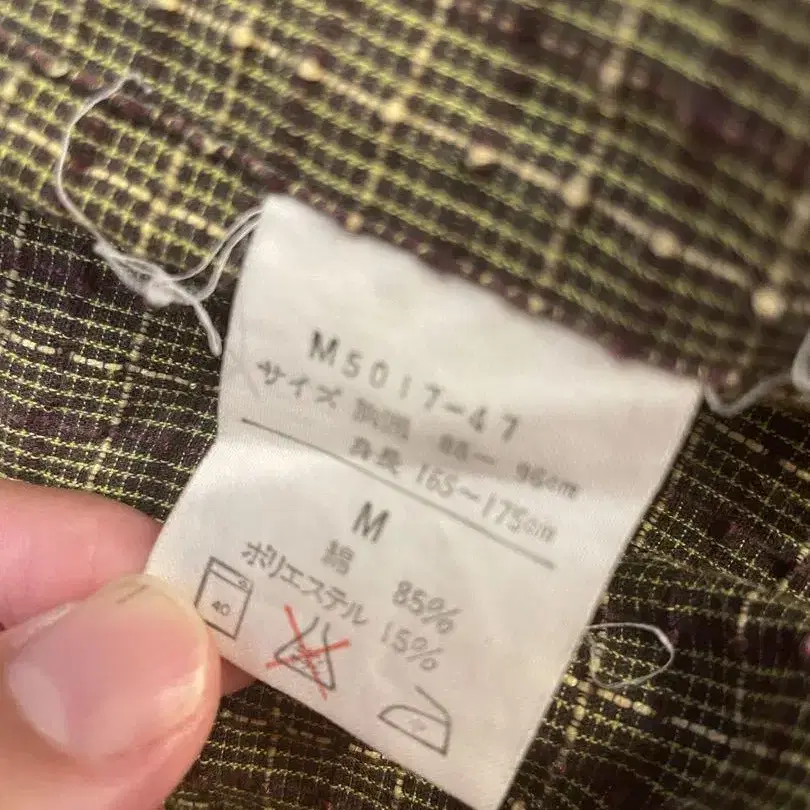 M5017-47
サイズ 胸囲 88－96cm
身長 165～175cm
M
綿 85%
ポリエステル 15%
40